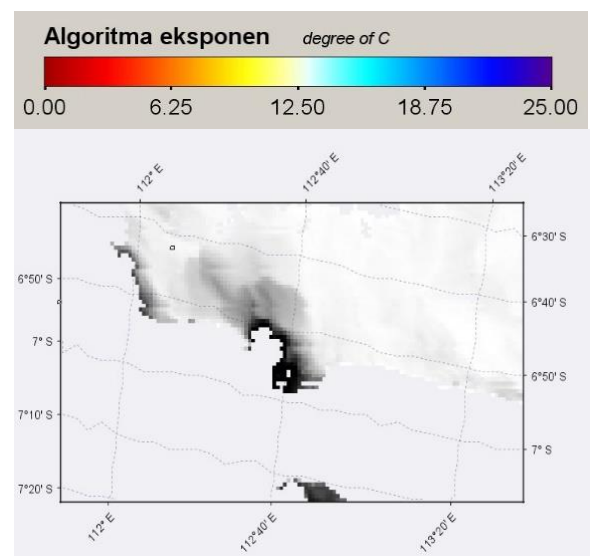 Algoritma eksponen degree of C
0.00 6.25 12.50 18.75 25.00
112° E 112°40' E 113°20' E
6°30' S
6°50' S
6°40' S
7° S
6°50' S
7°10' S
7° S
7°20' S
112° E 112°40' E 113°20' E